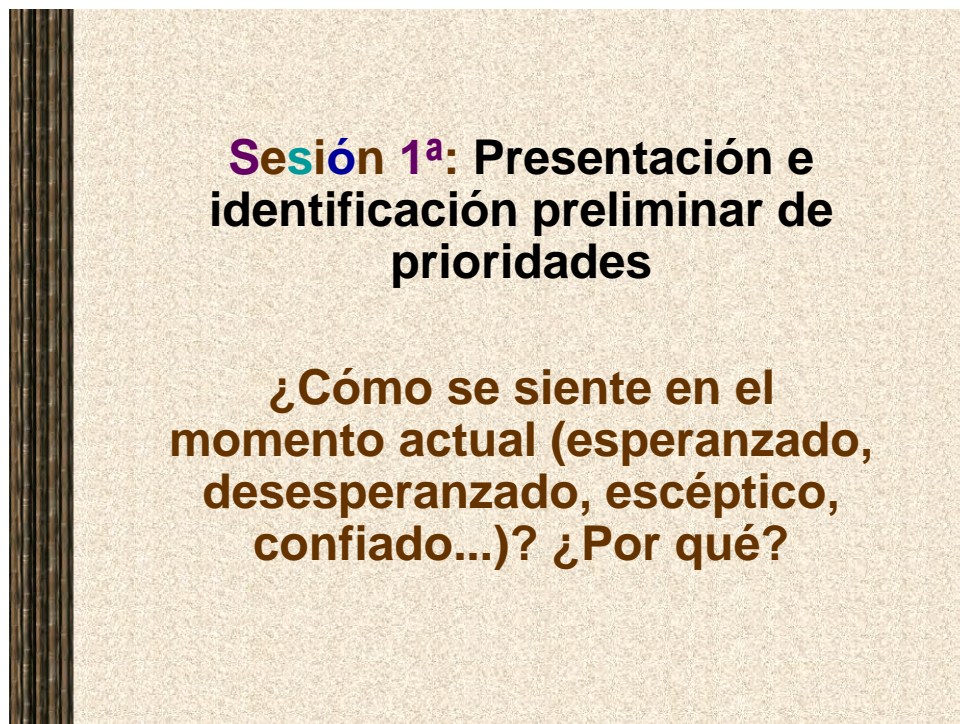 Sesión 1ª: Presentación e
identificación preliminar de
prioridades
¿Cómo se siente en el
momento actual (esperanzado,
desesperanzado, escéptico,
confiado...)? ¿Por qué?